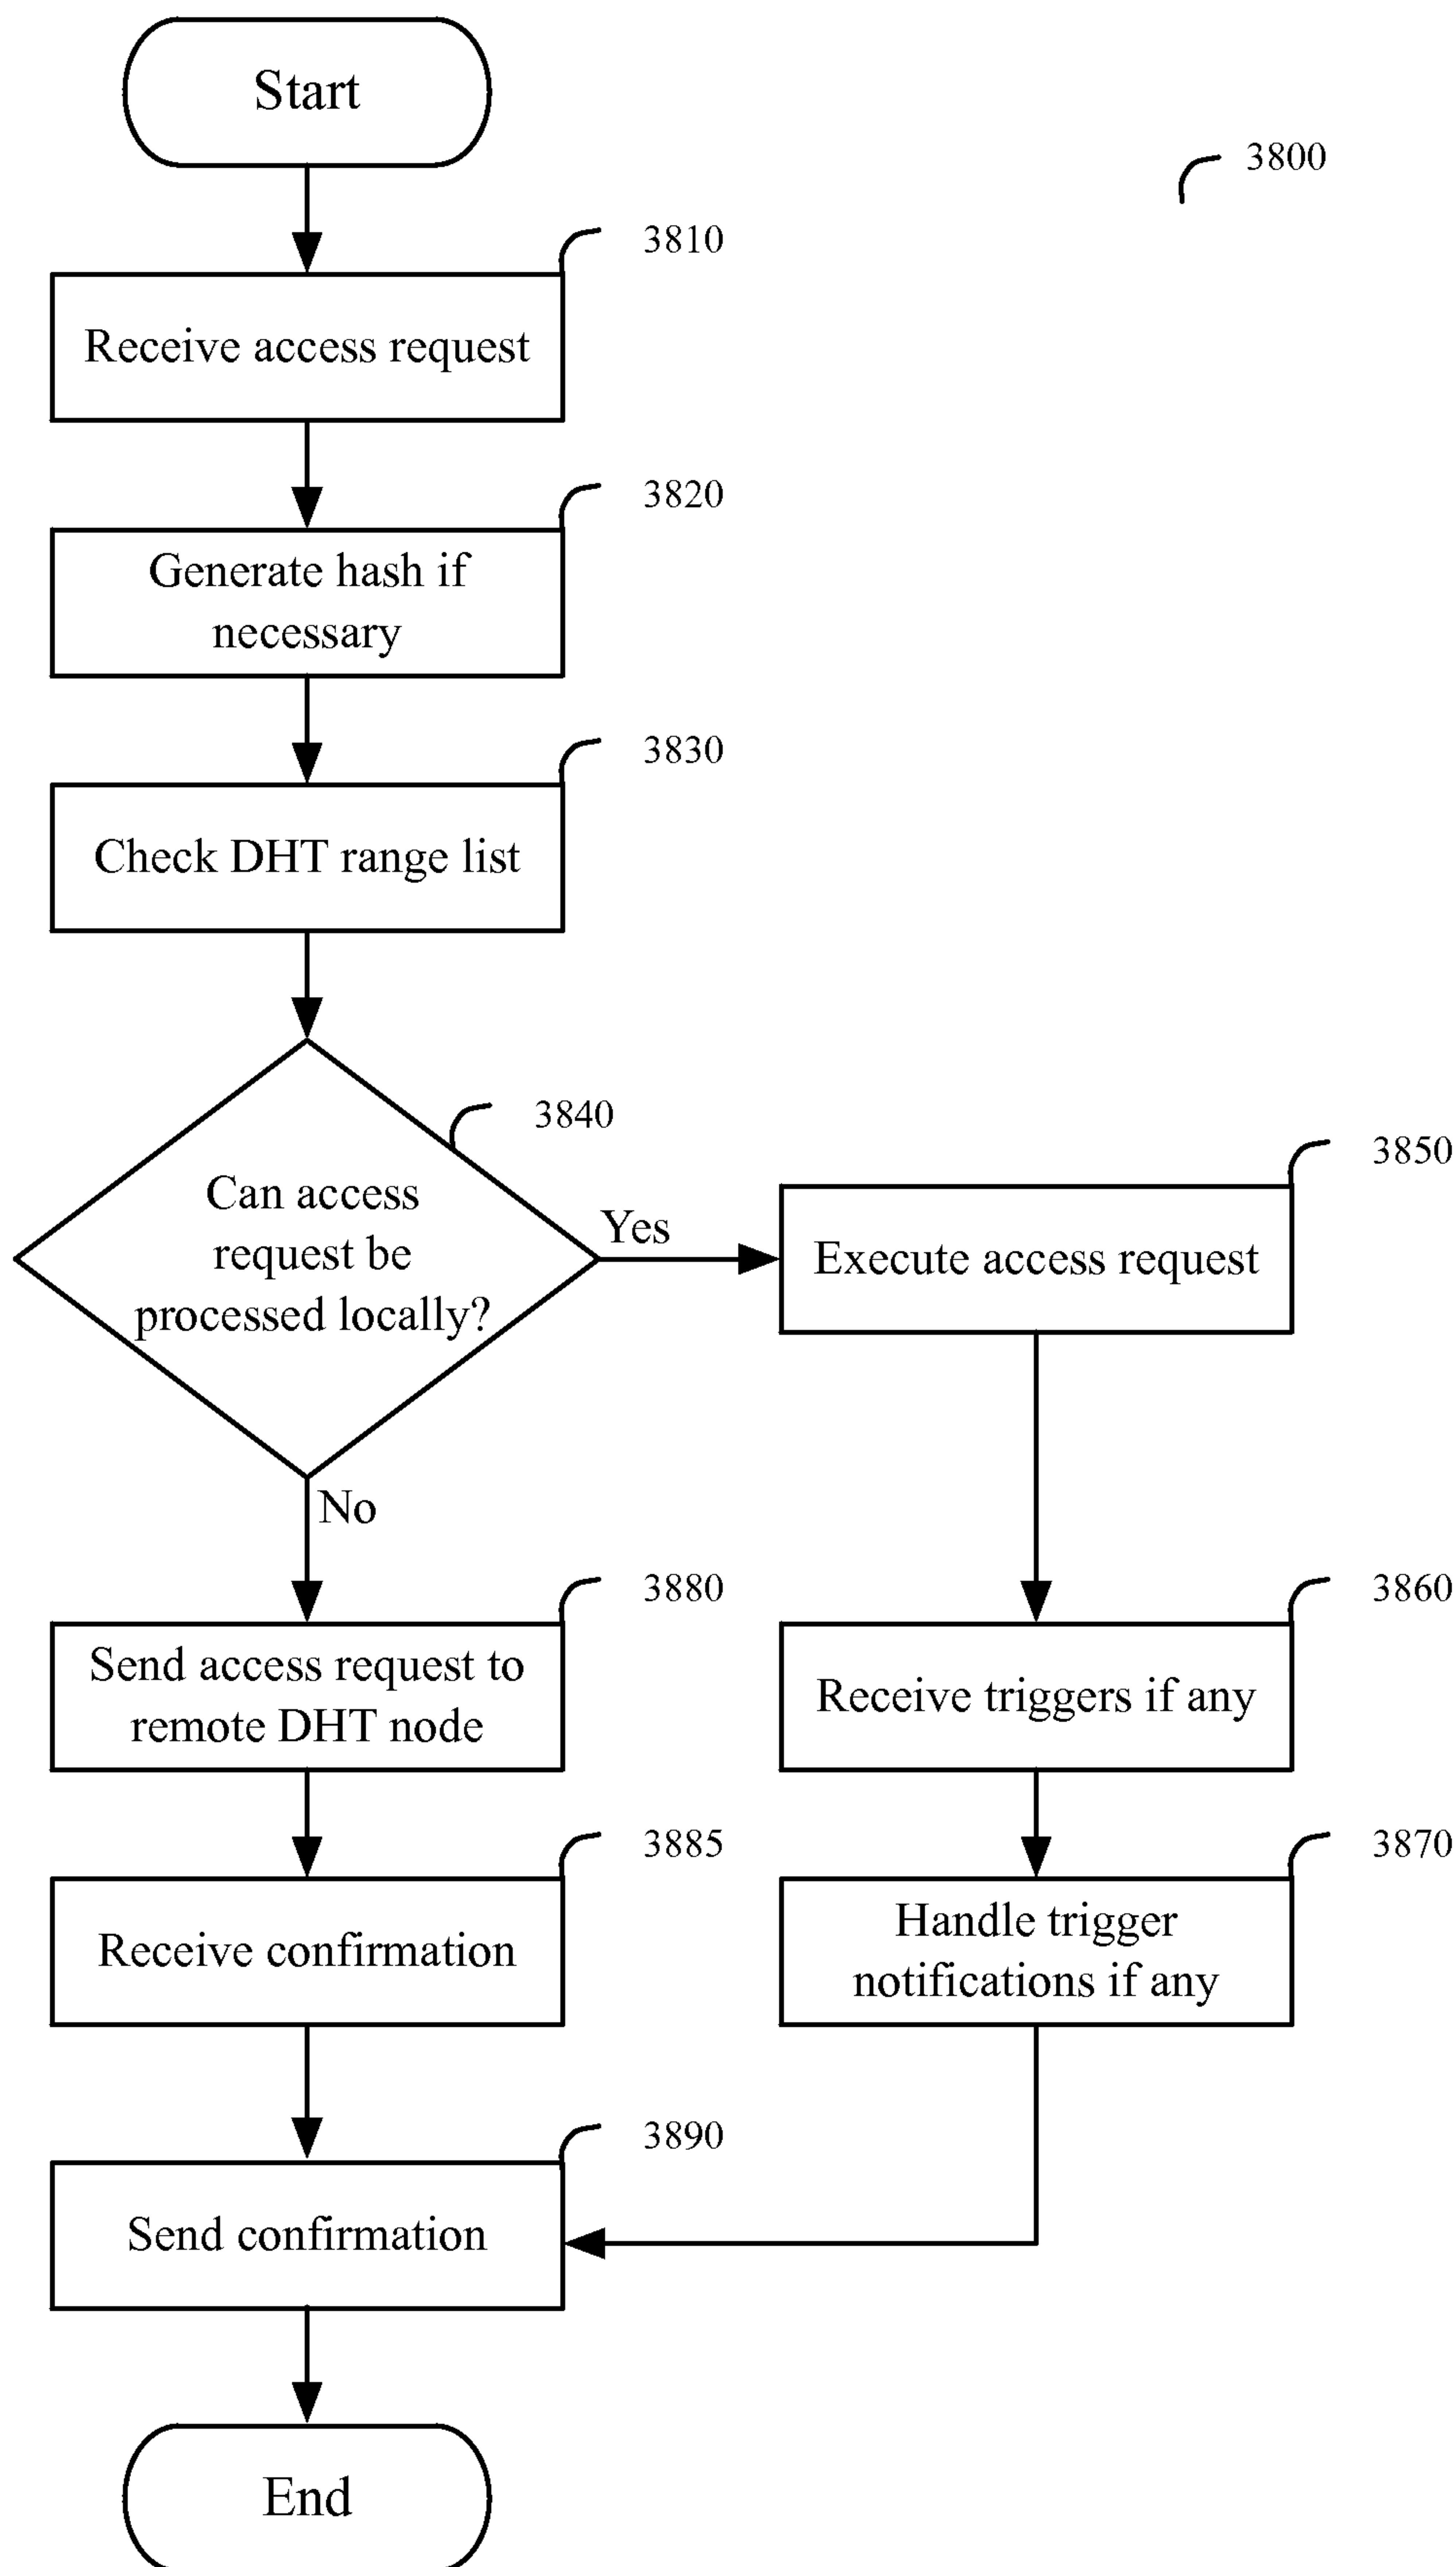 Start
3800
3810
Receive access request
3820
Generate hash if
necessary
3830
Check DHT range list
3840
Can access
request be
processed locally?
Yes
3850
Execute access request
No
3880
Send access request to
remote DHT node
3860
Receive triggers if any
3885
Receive confirmation
3870
Handle trigger
notifications if any
3890
Send confirmation
End